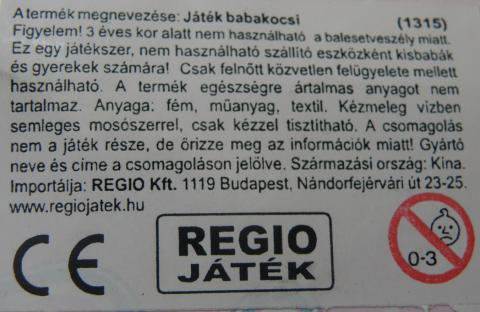 A termék megnevezése: Játék babakocsi (1315)
Figyelem! 3 éves kor alatt nem használható a balesetveszély miatt.
Ez egy játékszer, nem használható szállító eszközként kisbabák
és gyerekek számára! Csak felnőtt közvetlen felügyelete mellett
használható. A termék egészségre ártalmas anyagot nem
tartalmaz. Anyaga: fém, műanyag, textil. Kézmeleg vízben
semleges mosószerrel, csak kézzel tisztítható. A csomagolás
nem a játék része, de őrizze meg az információk miatt! Gyártó
neve és címe a csomagoláson jelölve. Származási ország: Kína.
Importálja: REGIO Kft. 1119 Budapest, Nándorfejérvári út 23-25.
www.regiojatek.hu
CE
REGIO
JÁTÉK
0-3